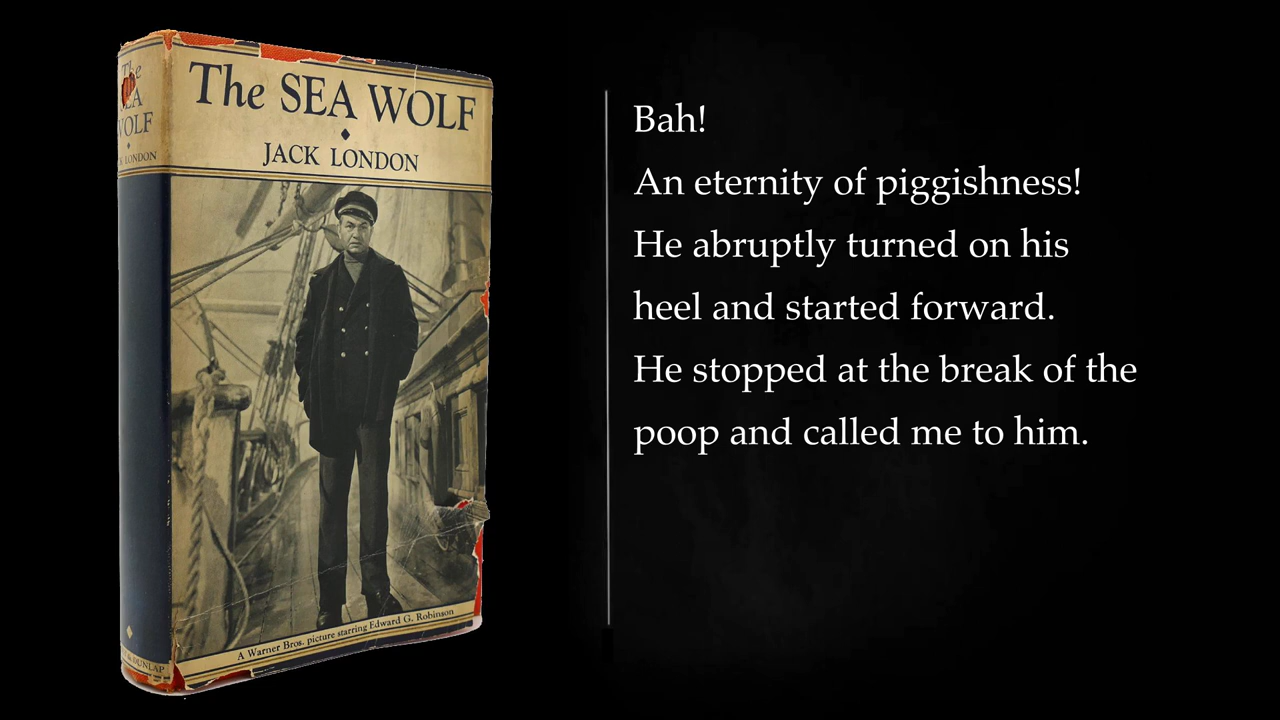 The SEA WOLF
JACK LONDON
A Warner Bros. picture starring Edward G. Robinson
The
SEA
WOLF
LONDON
DUNLAP
Bah!
An eternity of piggishness!
He abruptly turned on his
heel and started forward.
He stopped at the break of the
poop and called me to him.